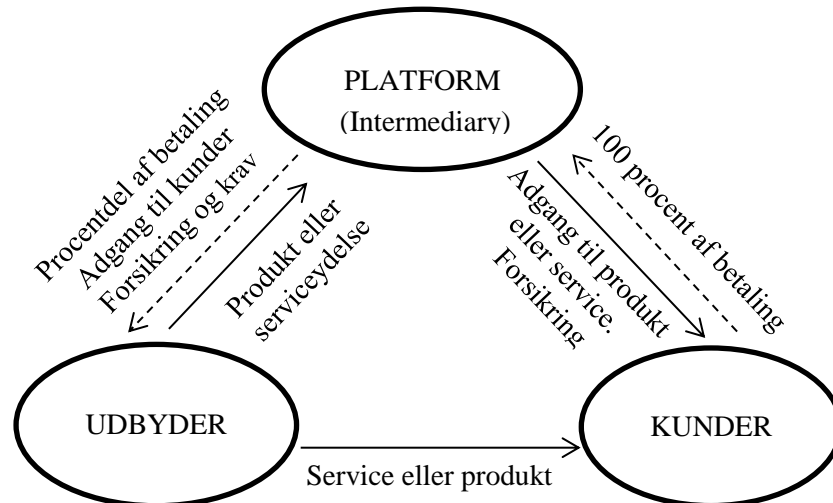 PLATFORM
(Intermediary)
Procentdel af betaling
Adgang til kunder
Forsikring og krav
Produkt eller
serviceydelse
Adgang til produkt
eller service.
Forsikring
100 procent af betaling
UDBYDER
KUNDER
Service eller produkt